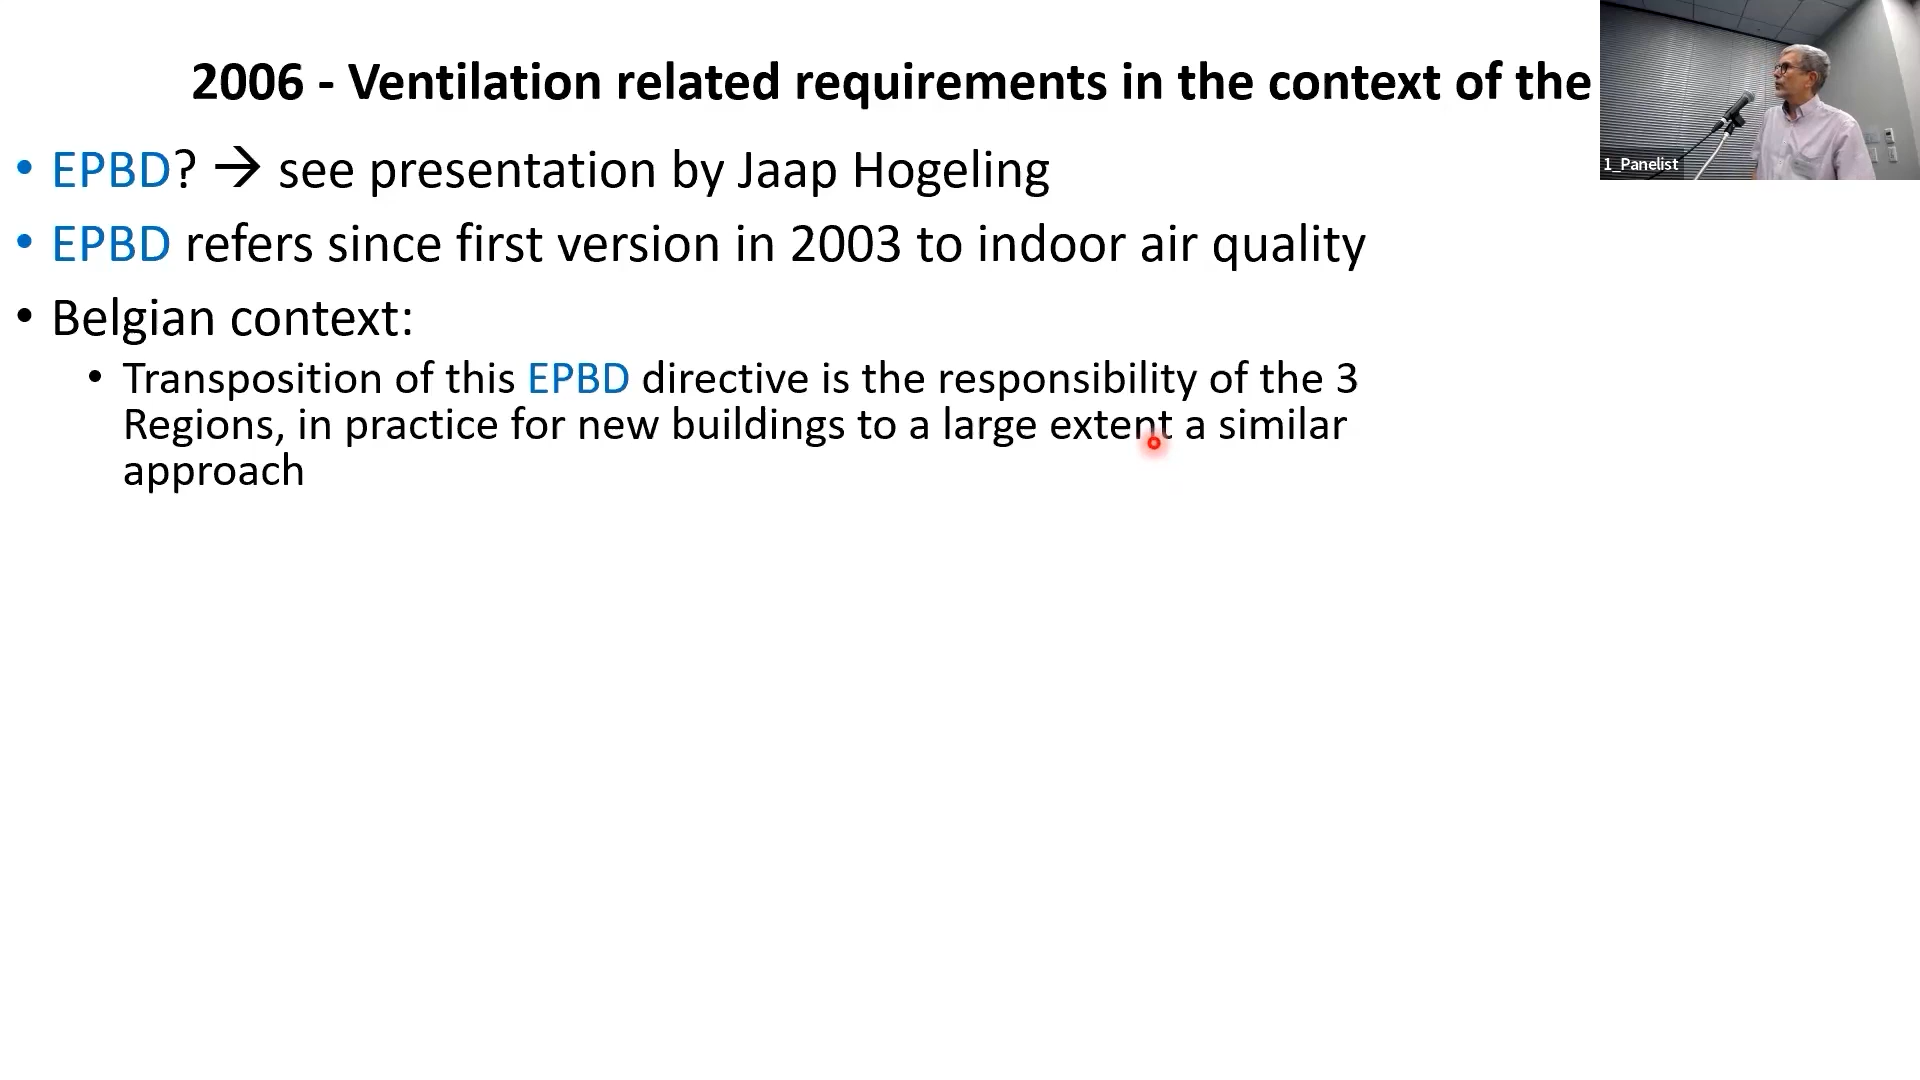 2006 - Ventilation related requirements in the context of the
• EPBD? → see presentation by Jaap Hogeling
• EPBD refers since first version in 2003 to indoor air quality
• Belgian context:
• Transposition of this EPBD directive is the responsibility of the 3
Regions, in practice for new buildings to a large extent a similar
approach
1_Panelist